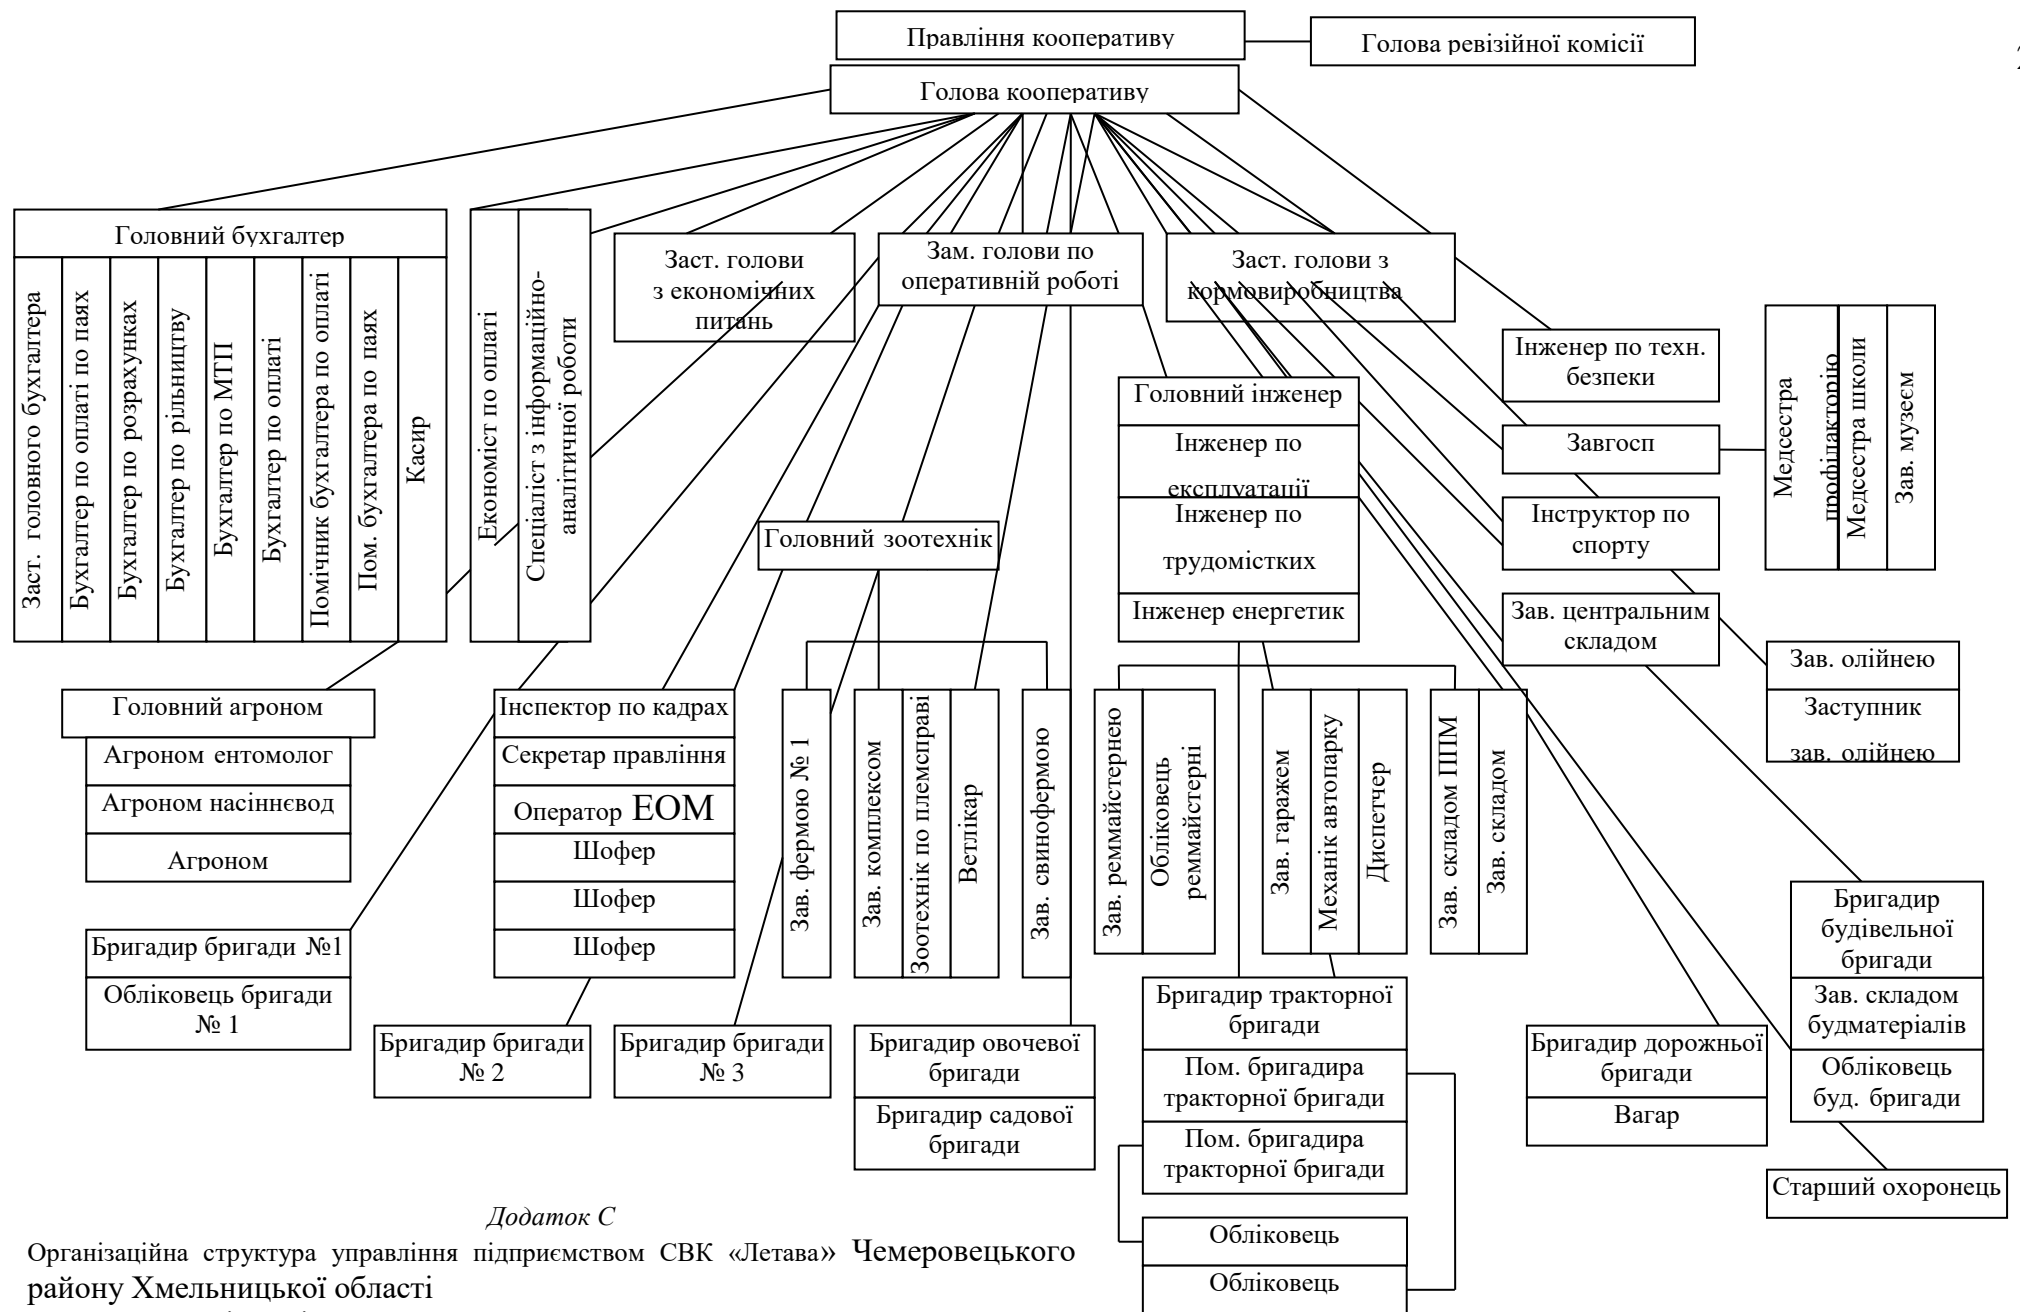 Правління кооперативу
Голова ревізійної комісії
Голова кооперативу
Головний бухгалтер
Заст. головного бухгалтера
Бухгалтер по оплаті по паях
Бухгалтер по розрахунках
Бухгалтер по рільництву
Бухгалтер по МТП
Бухгалтер по оплаті
Помічник бухгалтера по оплаті
Пом. бухгалтера по паях
Касир
Економіст по оплаті
Спеціаліст з інформаційно-
аналітичної роботи
Заст. голови
з економічних
питань
Зам. голови по
оперативній роботі
Заст. голови з
кормовиробництва
Інженер по техн.
безпеки
Завгосп
Інструктор по
спорту
Зав. центральним
складом
Медсестра
профілакторію
Медсестра школи
Зав. музеєм
Головний інженер
Інженер по
експлуатації
Інженер по
трудомістких
Інженер енергетик
Головний зоотехнік
Зав. олійнею
Заступник
зав. олійнею
Головний агроном
Агроном ентомолог
Агроном насіннєвод
Агроном
Інспектор по кадрах
Секретар правління
Оператор ЕОМ
Шофер
Шофер
Шофер
Зав. фермою № 1
Зав. комплексом
Зоотехнік по племсправі
Ветлікар
Зав. свинофермою
Зав. реммайстернею
Обліковець
реммайстерні
Зав. гаражем
Механік автопарку
Диспетчер
Зав. складом ППМ
Зав. складом
Бригадир бригади №1
Обліковець бригади
№ 1
Бригадир бригади
№ 2
Бригадир бригади
№ 3
Бригадир овочевої
бригади
Бригадир садової
бригади
Бригадир тракторної
бригади
Пом. бригадира
тракторної бригади
Пом. бригадира
тракторної бригади
Обліковець
Обліковець
Бригадир дорожньої
бригади
Вагар
Бригадир
будівельної
бригади
Зав. складом
будматеріалів
Обліковець
буд. бригади
Старший охоронець
Додаток С
Організаційна структура управління підприємством СВК «Летава» Чемеровецького
району Хмельницької області